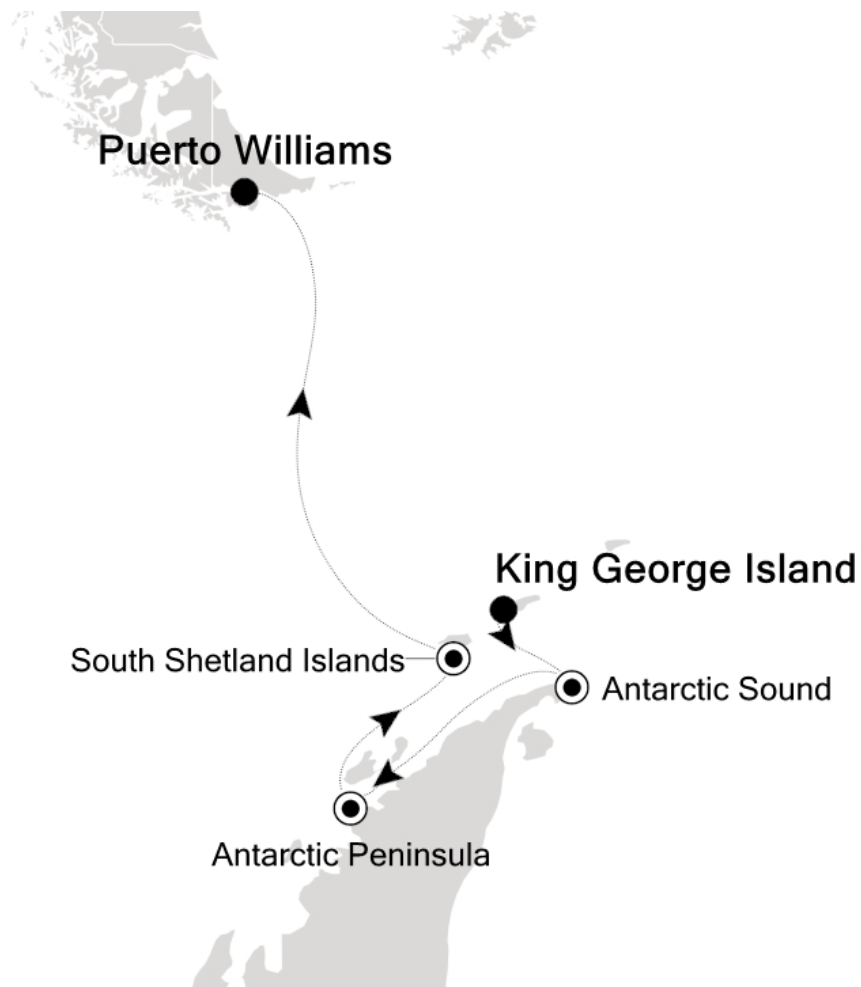 Puerto Williams
King George Island
South Shetland Islands
Antarctic Sound
Antarctic Peninsula